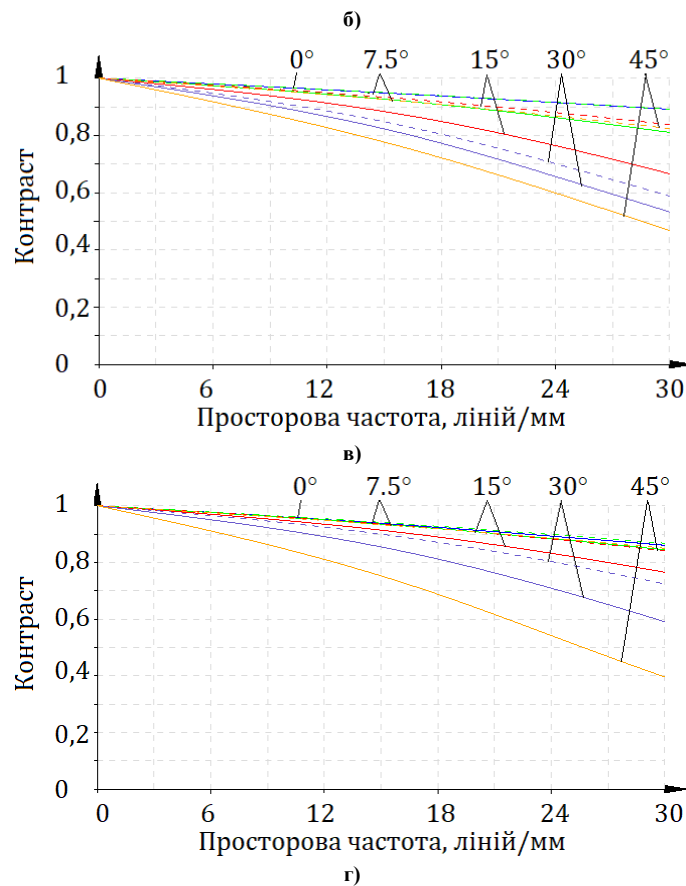 б)
0° 7.5° 15° 30° 45°
1
0,8
0,6
0,4
0,2
0
Контраст
0 6 12 18 24 30
Просторова частота, ліній/мм
в)
0° 7.5° 15° 30° 45°
1
0,8
0,6
0,4
0,2
0
Контраст
0 6 12 18 24 30
Просторова частота, ліній/мм
г)